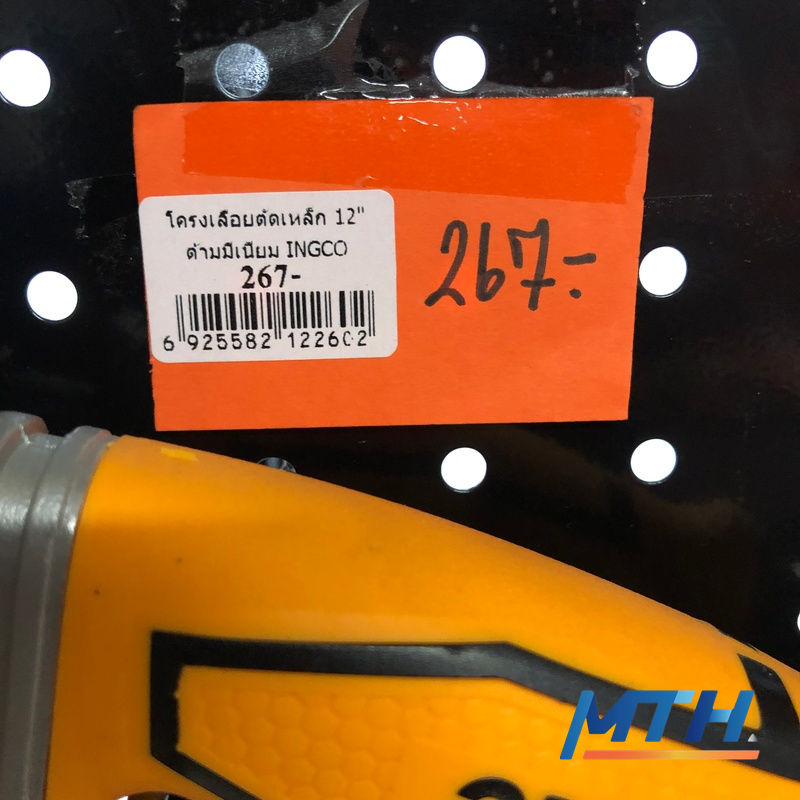 โครงเลื่อยตัดเหล็ก 12"
ด้ามมีเนียม INGCO
267-
6 925582 122602
267.-
MTH